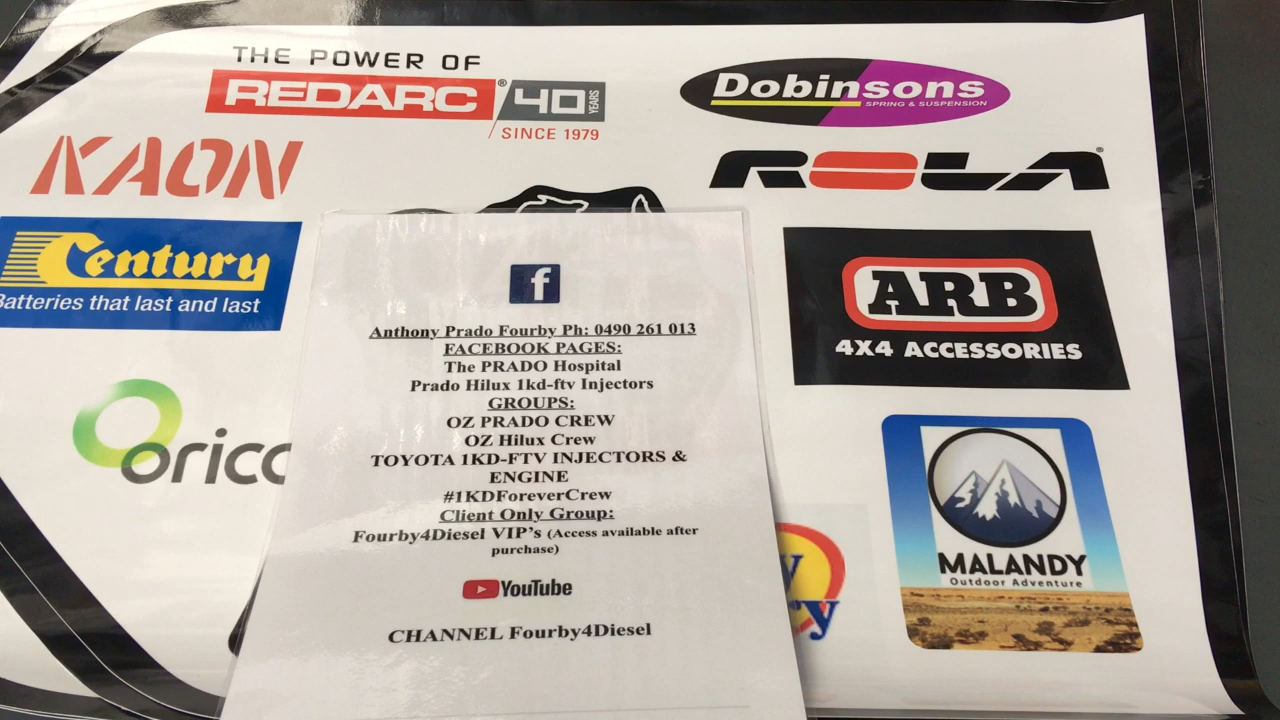 THE POWER OF
REDARC® 40 YEARS
SINCE 1979
Dobinsons
SPRING & SUSPENSION
KAON
ROLA®
Century
Batteries that last and last
ARB
4X4 ACCESSORIES
f
Anthony Prado Fourby Ph: 0490 261 013
FACEBOOK PAGES:
The PRADO Hospital
Prado Hilux 1kd-ftv Injectors
GROUPS:
OZ PRADO CREW
OZ Hilux Crew
TOYOTA 1KD-FTV INJECTORS &
ENGINE
#1KDForeverCrew
Client Only Group:
Fourby4Diesel VIP's (Access available after
purchase)
YouTube
CHANNEL Fourby4Diesel
MALANDY
Outdoor Adventure